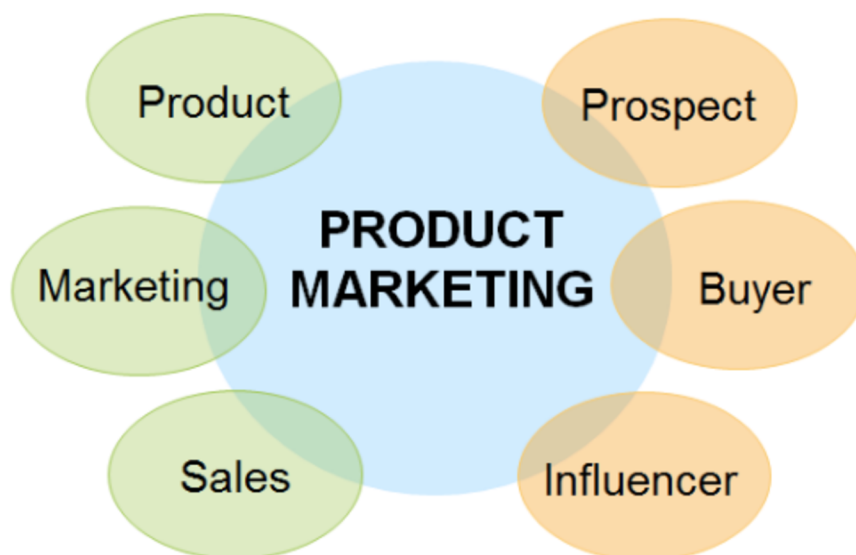 Product
Prospect
PRODUCT
MARKETING
Marketing
Buyer
Sales
Influencer